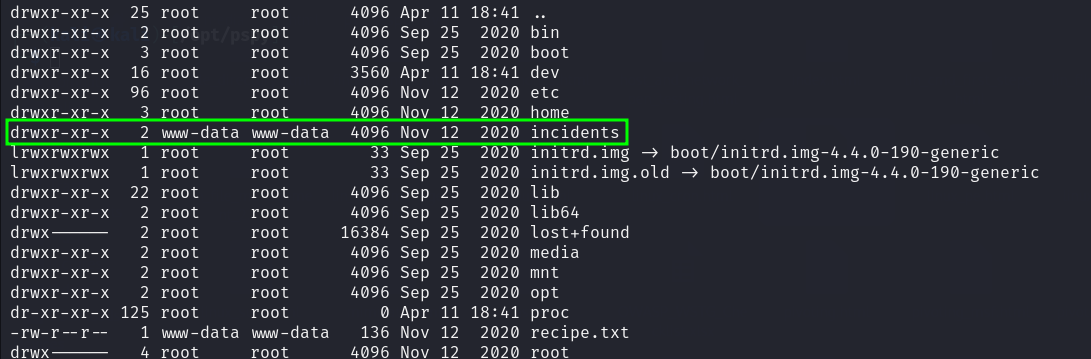 drwxr-xr-x  25 root     root      4096 Apr 11 18:41 ..
drwxr-xr-x   2 root     root      4096 Sep 25  2020 bin
drwxr-xr-x   3 root     root      4096 Sep 25  2020 boot
drwxr-xr-x  16 root     root      3560 Apr 11 18:41 dev
drwxr-xr-x  96 root     root      4096 Nov 12  2020 etc
drwxr-xr-x   3 root     root      4096 Nov 12  2020 home
drwxr-xr-x   2 www-data www-data  4096 Nov 12  2020 incidents
lrwxrwxrwx   1 root     root        33 Sep 25  2020 initrd.img -> boot/initrd.img-4.4.0-190-generic
lrwxrwxrwx   1 root     root        33 Sep 25  2020 initrd.img.old -> boot/initrd.img-4.4.0-190-generic
drwxr-xr-x  22 root     root      4096 Sep 25  2020 lib
drwxr-xr-x   2 root     root      4096 Sep 25  2020 lib64
drwx------   2 root     root     16384 Sep 25  2020 lost+found
drwxr-xr-x   2 root     root      4096 Sep 25  2020 media
drwxr-xr-x   2 root     root      4096 Sep 25  2020 mnt
drwxr-xr-x   2 root     root      4096 Sep 25  2020 opt
dr-xr-xr-x 125 root     root         0 Apr 11 18:41 proc
-rw-r--r--   1 www-data www-data   136 Nov 12  2020 recipe.txt
drwx------   4 root     root      4096 Nov 12  2020 root